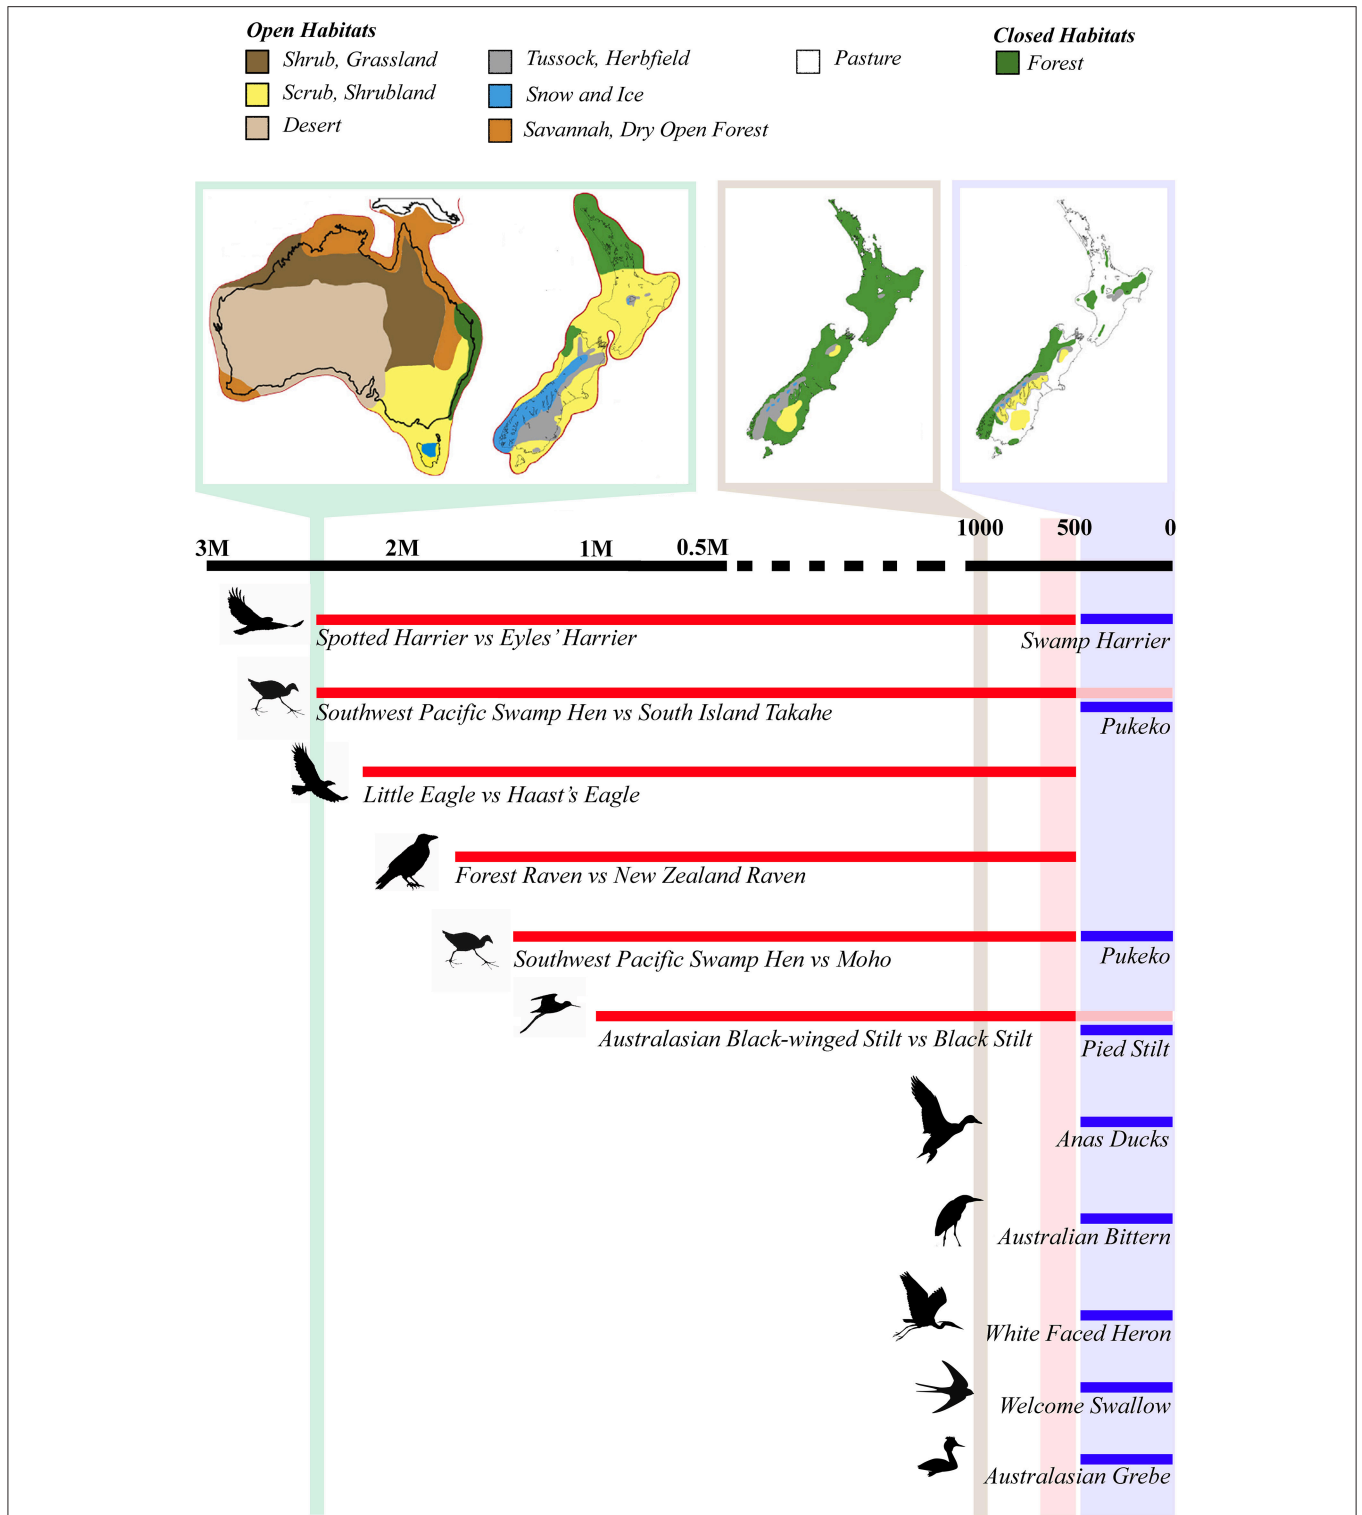 Open Habitats
Closed Habitats
Shrub, Grassland
Tussock, Herbfield
Pasture
Forest
Scrub, Shrubland
Snow and Ice
Desert
Savannah, Dry Open Forest
1000
500
0
3M
2M
1M
0.5M
Spotted Harrier vs Eyles' Harrier
Swamp Harrier
Southwest Pacific Swamp Hen vs South Island Takahe
Pukeko
Little Eagle vs Haast's Eagle
Forest Raven vs New Zealand Raven
Southwest Pacific Swamp Hen vs Moho
Pukeko
Australasian Black-winged Stilt vs Black Stilt
Pied Stilt
Anas Ducks
Australian Bittern
White Faced Heron
Welcome Swallow
Australasian Grebe